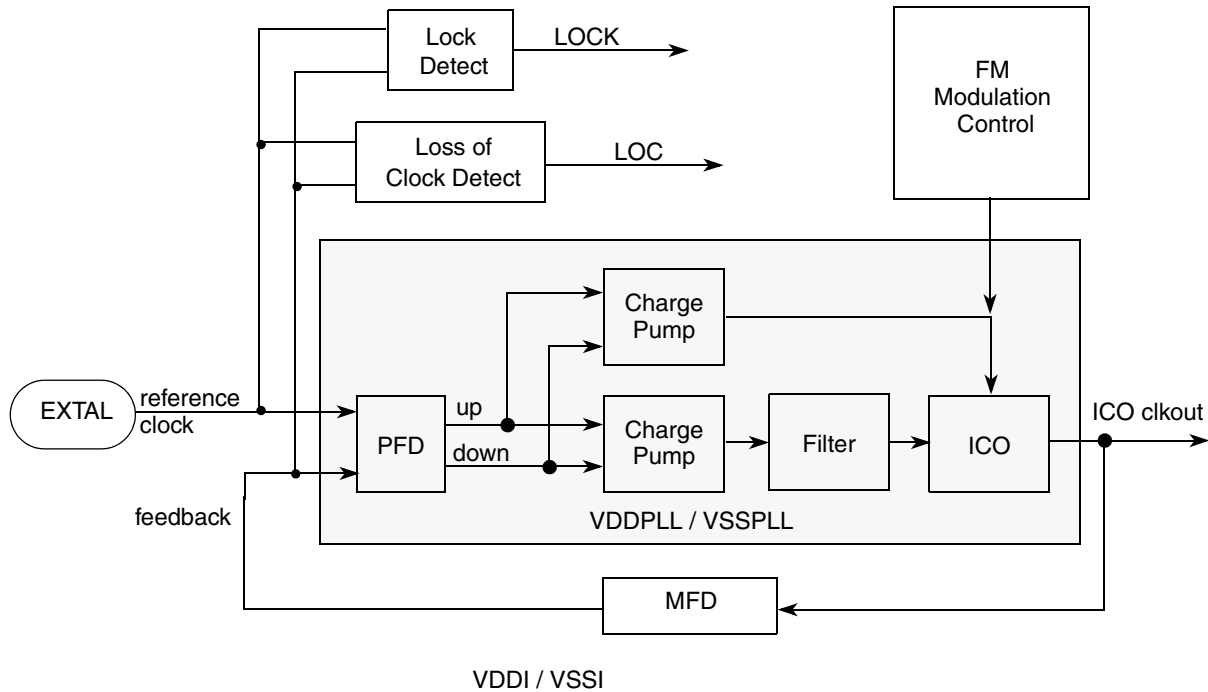 Lock
Detect
LOCK
FM
Modulation
Control
Loss of
Clock Detect
LOC
Charge
Pump
EXTAL
reference
clock
PFD
up
down
Charge
Pump
Filter
ICO
ICO clkout
feedback
VDDPLL / VSSPLL
MFD
VDDI / VSSI